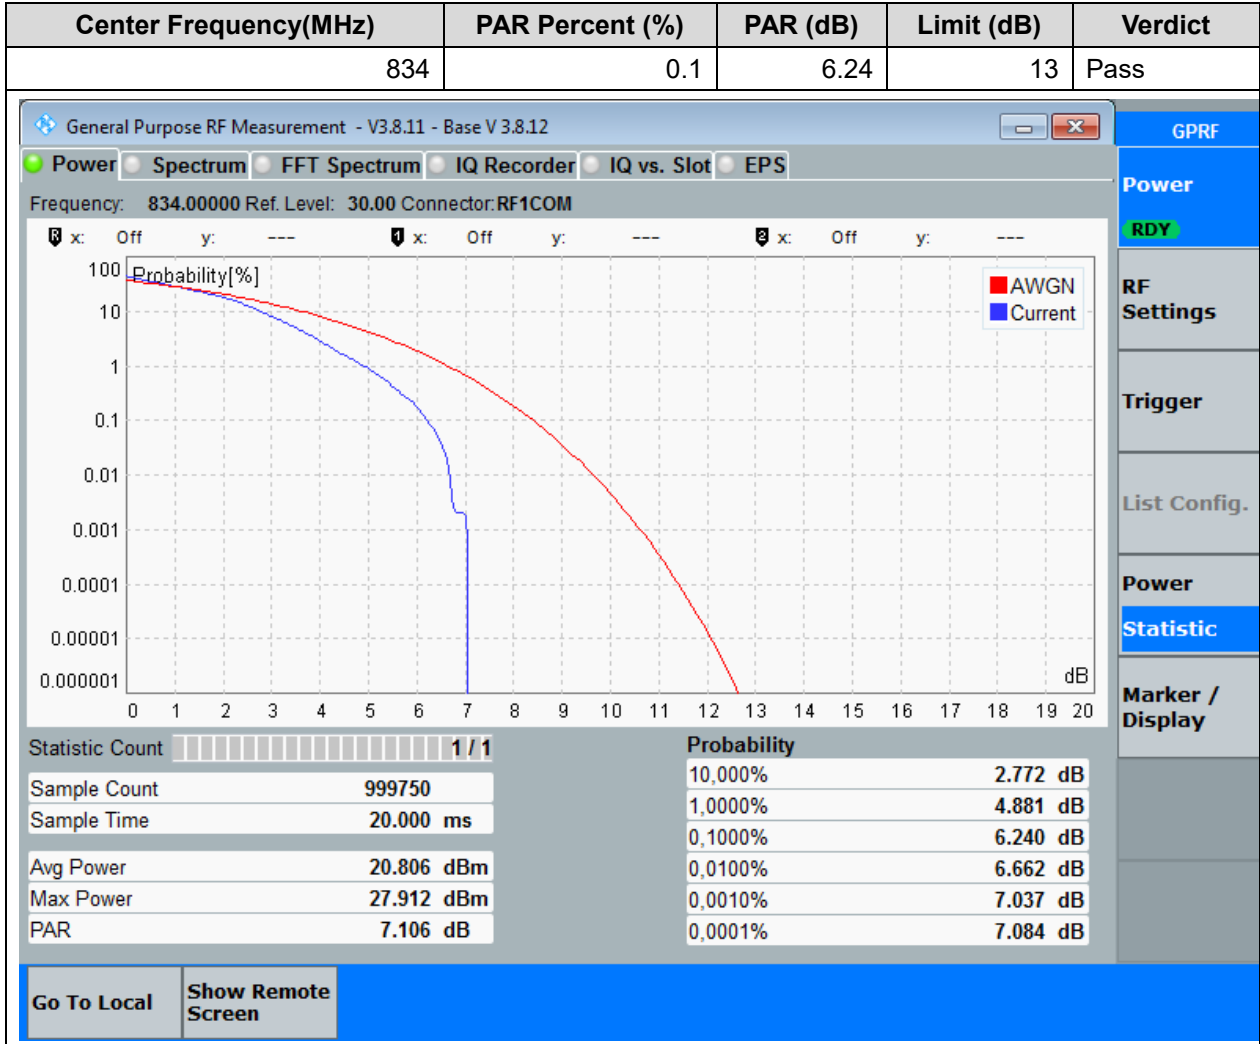 Center Frequency(MHz) PAR Percent (%) PAR (dB) Limit (dB) Verdict
834 0.1 6.24 13 Pass
General Purpose RF Measurement - V3.8.11 - Base V 3.8.12
GPRF
Power Spectrum FFT Spectrum IQ Recorder IQ vs. Slot EPS
Power
RDY
Frequency: 834.00000 Ref. Level: 30.00 Connector:RF1COM
R x: Off y: --- 1 x: Off y: --- 2 x: Off y: ---
Probability[%]
AWGN
Current
100
10
1
0.1
0.01
0.001
0.0001
0.00001
0.000001
dB
0 1 2 3 4 5 6 7 8 9 10 11 12 13 14 15 16 17 18 19 20
RF
Settings
Trigger
List Config.
Power
Statistic
Marker /
Display
Statistic Count 1 / 1
Sample Count 999750
Sample Time 20.000 ms
Avg Power 20.806 dBm
Max Power 27.912 dBm
PAR 7.106 dB
Probability
10,000% 2.772 dB
1,0000% 4.881 dB
0,1000% 6.240 dB
0,0100% 6.662 dB
0,0010% 7.037 dB
0,0001% 7.084 dB
Go To Local
Show Remote
Screen